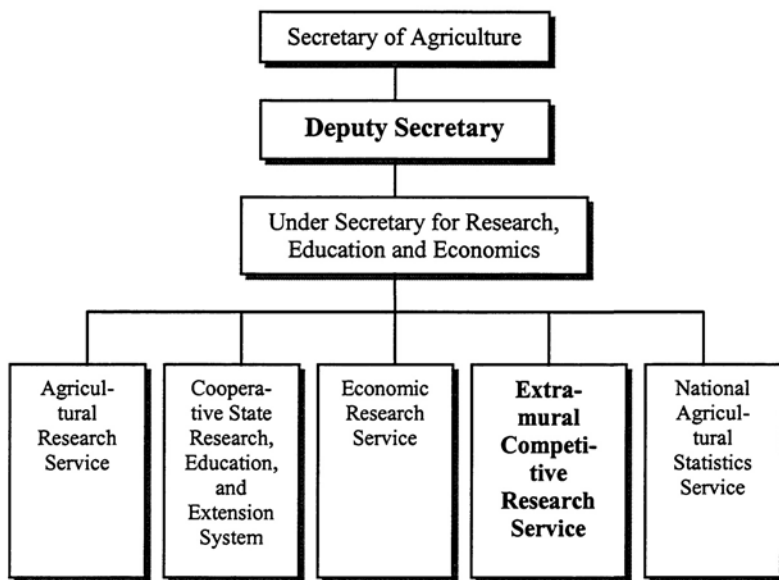 Secretary of Agriculture
Deputy Secretary
Under Secretary for Research,
Education and Economics
Agricul-
tural
Research
Service
Coopera-
tive State
Research,
Education,
and
Extension
System
Economic
Research
Service
Extra-
mural
Competi-
tive
Research
Service
National
Agricul-
tural
Statistics
Service